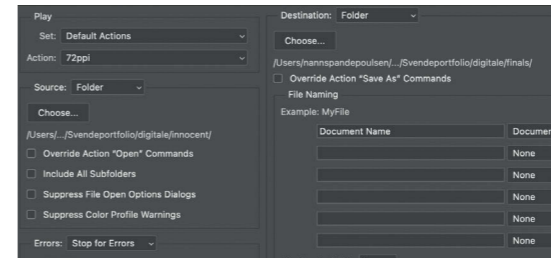 Play
Set: Default Actions
Action: 72ppi
Source: Folder
Choose...
/Users/.../Svendeportfolio/digitale/innocent/
Override Action "Open" Commands
Include All Subfolders
Suppress File Open Options Dialogs
Suppress Color Profile Warnings
Errors: Stop for Errors
Destination: Folder
Choose...
/Users/nannspandepoulsen/.../Svendeportfolio/digitale/finals/
Override Action "Save As" Commands
File Naming
Example: MyFile
Document Name Documen
None
None
None
None
None